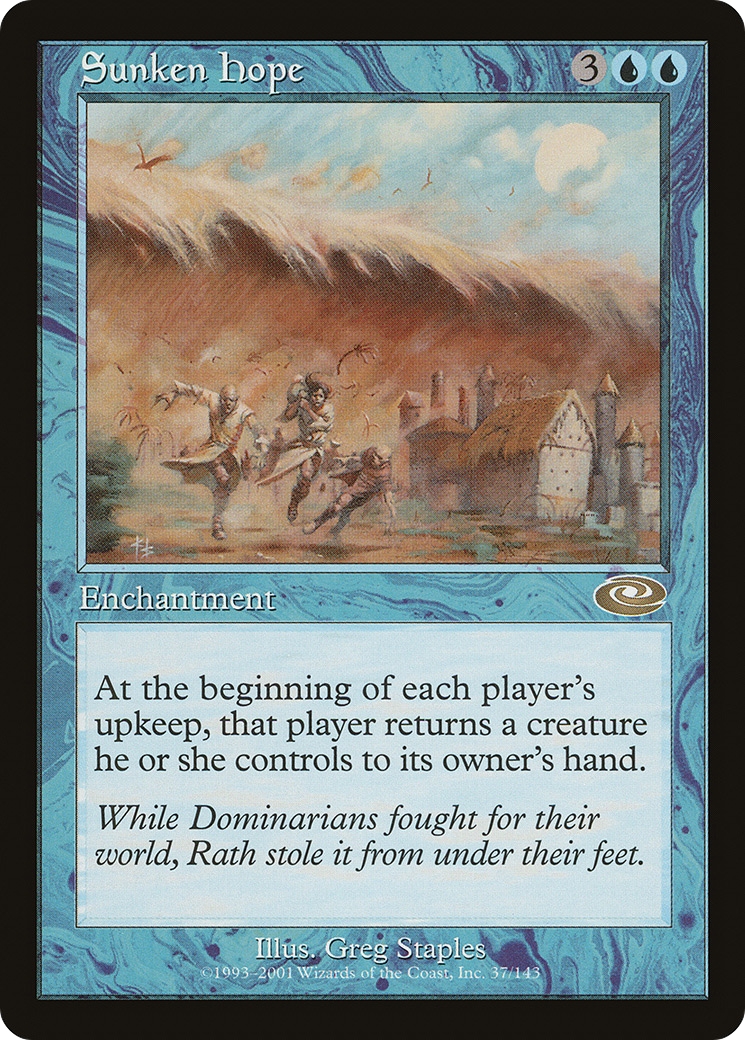 Sunken Hope 3
Enchantment
At the beginning of each player's
upkeep, that player returns a creature
he or she controls to its owner's hand.
While Dominarians fought for their
world, Rath stole it from under their feet.
Illus. Greg Staples
©1993–2001 Wizards of the Coast, Inc. 37/143